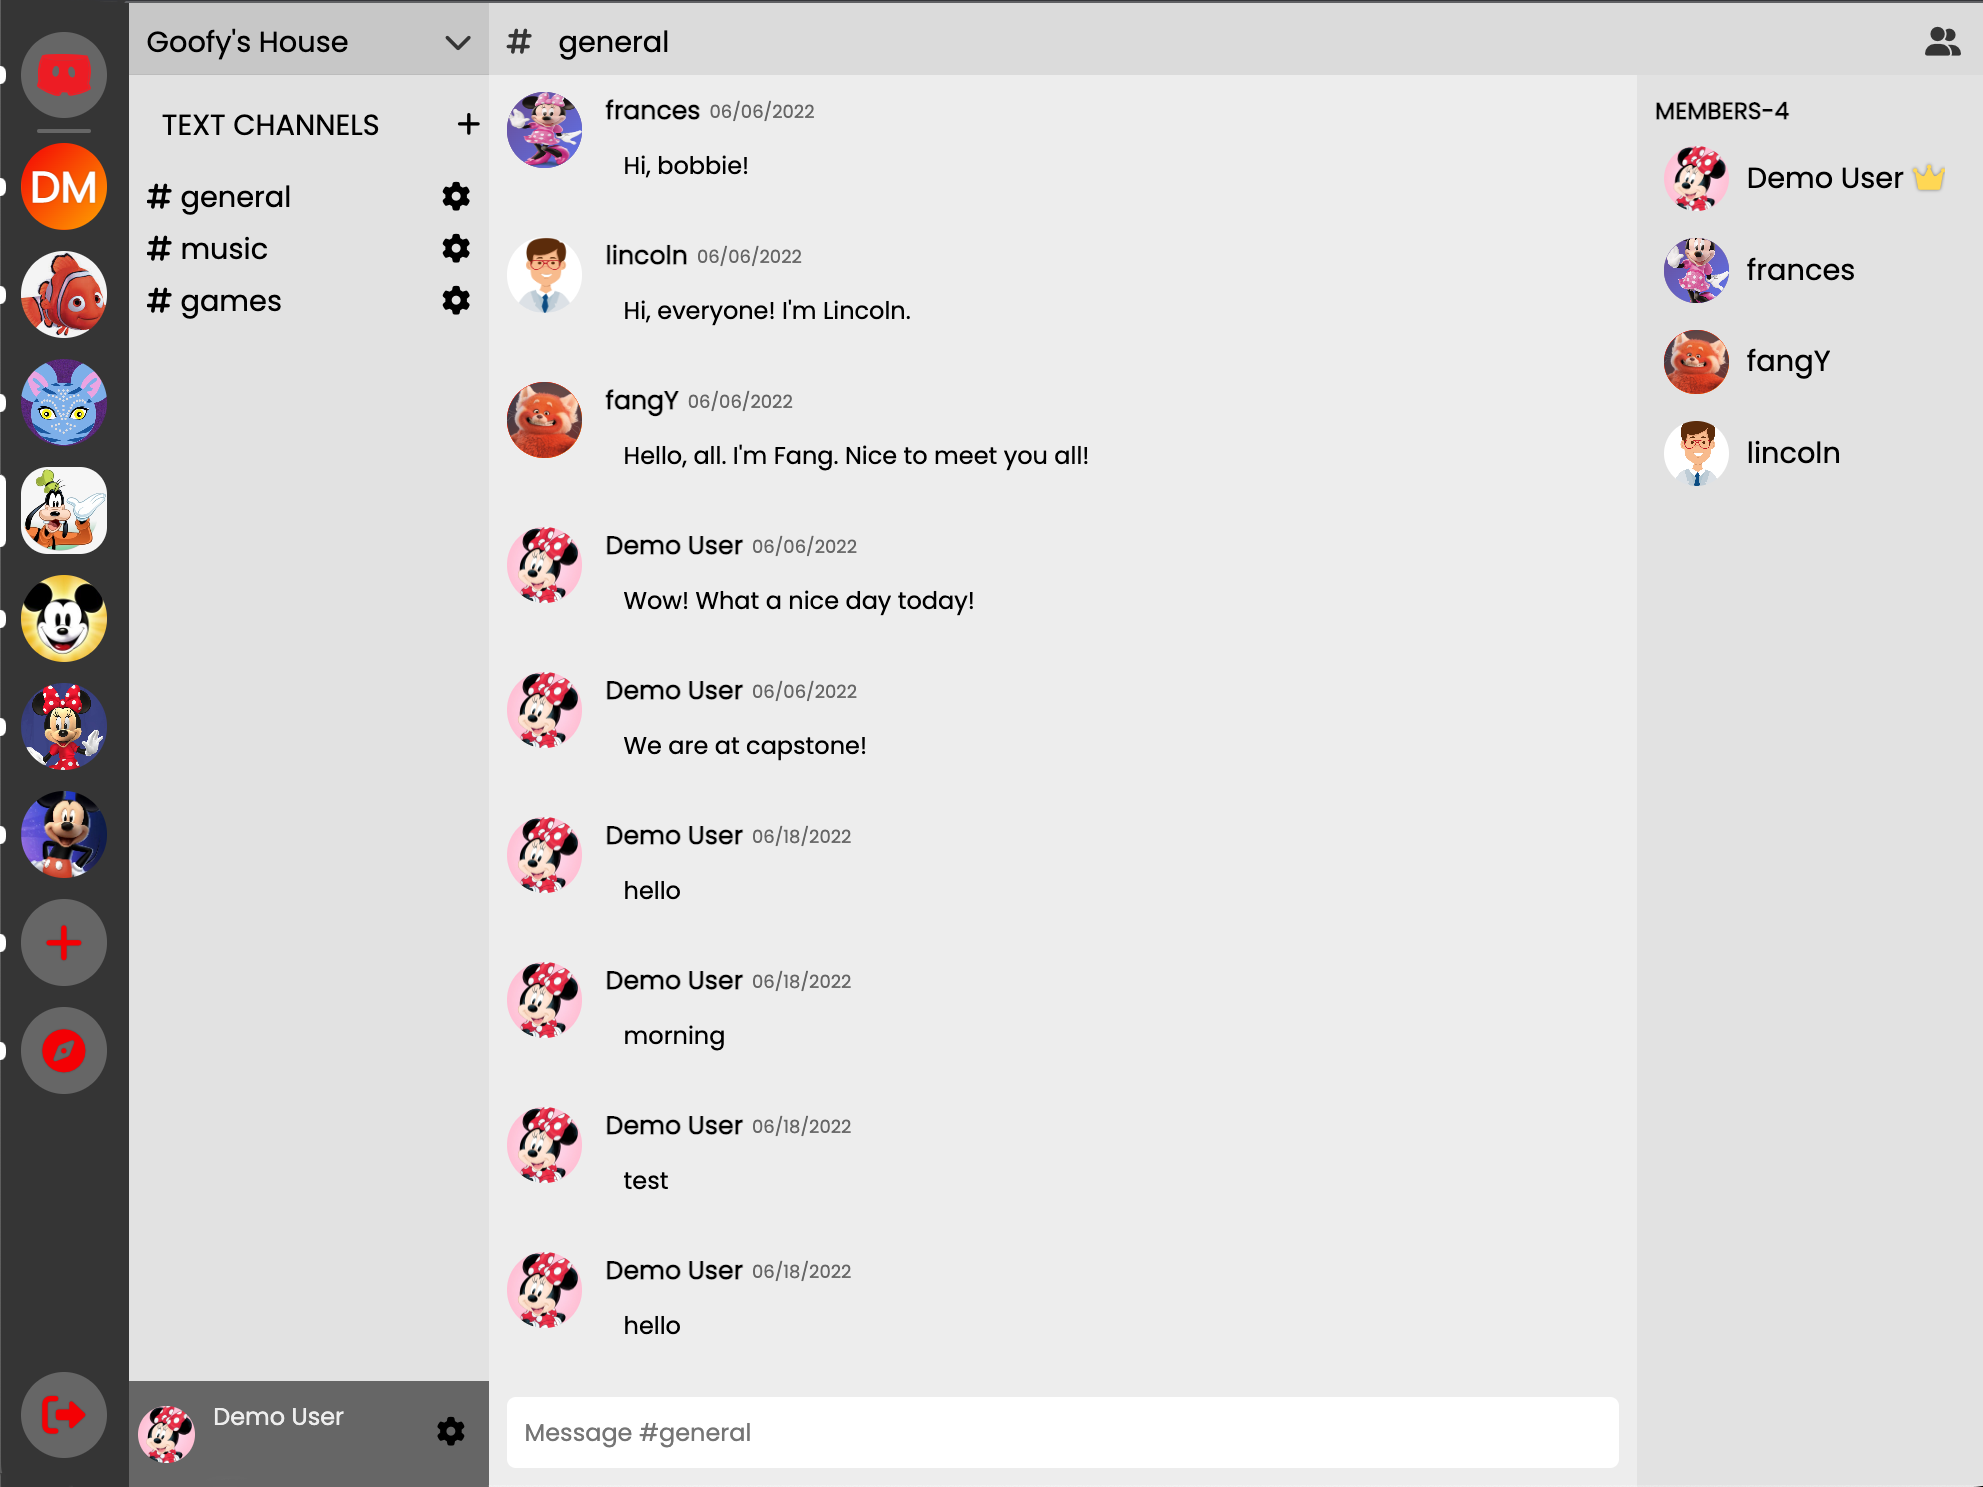 Goofy's House
# general
TEXT CHANNELS +
# general
# music
# games
DM
frances 06/06/2022
Hi, bobbie!
lincoln 06/06/2022
Hi, everyone! I'm Lincoln.
fangY 06/06/2022
Hello, all. I'm Fang. Nice to meet you all!
Demo User 06/06/2022
Wow! What a nice day today!
Demo User 06/06/2022
We are at capstone!
Demo User 06/18/2022
hello
Demo User 06/18/2022
morning
Demo User 06/18/2022
test
Demo User 06/18/2022
hello
Message #general
Demo User
MEMBERS-4
Demo User
frances
fangY
lincoln